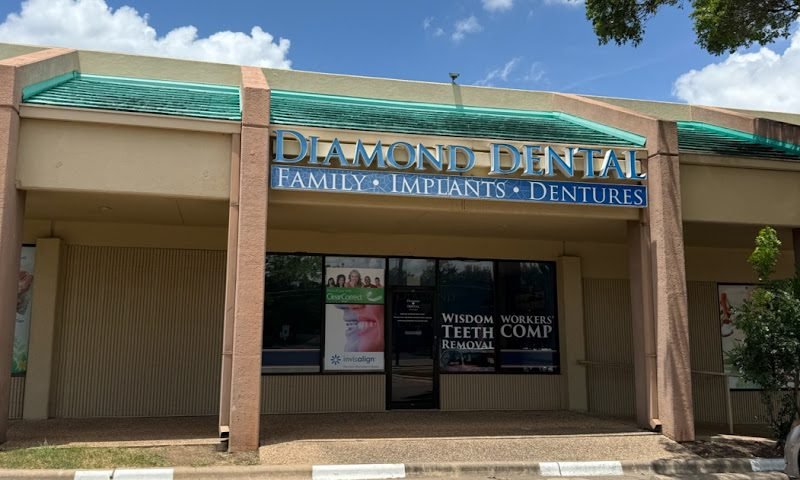 DIAMOND DENTAL
FAMILY • IMPLANTS • DENTURES
ClearCorrect
invisalign
WISDOM
TEETH
REMOVAL
WORKERS'
COMP